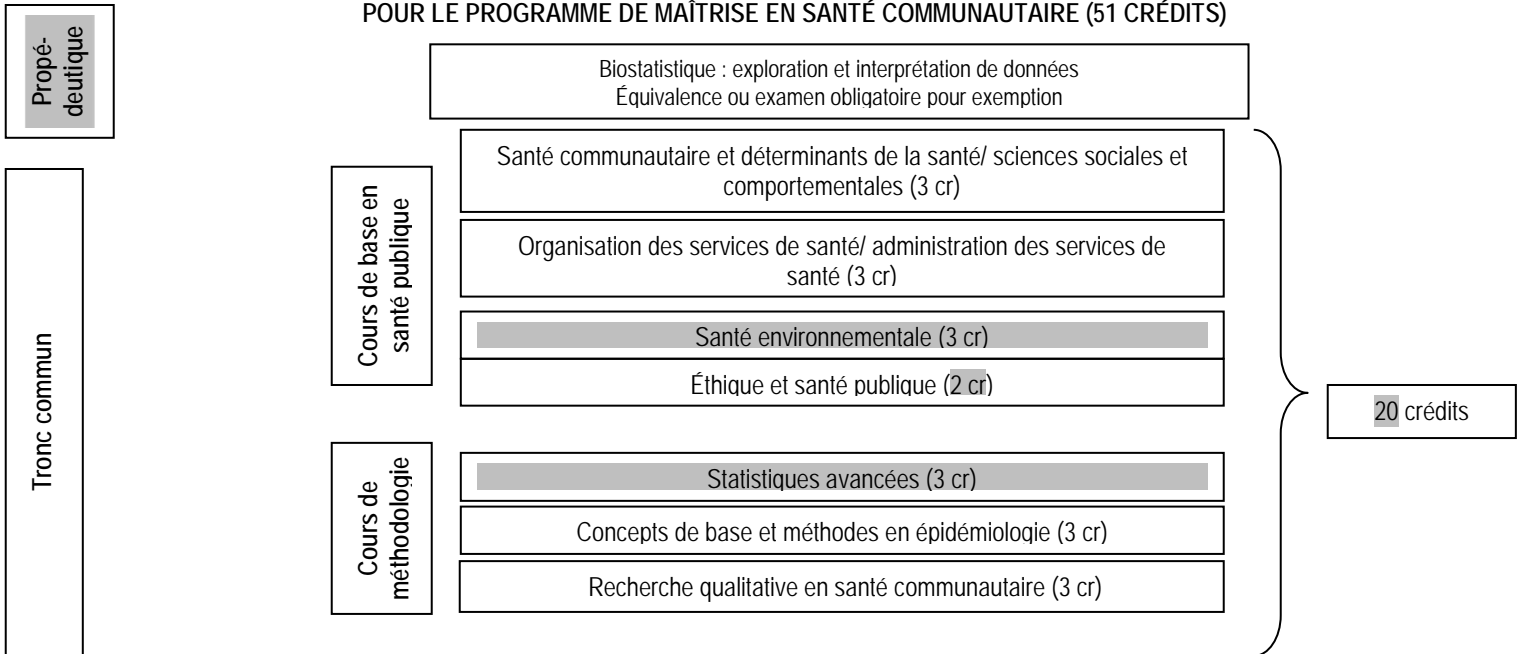 POUR LE PROGRAMME DE MAÎTRISE EN SANTÉ COMMUNAUTAIRE (51 CRÉDITS)
Propé-
deutique
Biostatistique : exploration et interprétation de données
Équivalence ou examen obligatoire pour exemption
Tronc commun
Cours de base en
santé publique
Santé communautaire et déterminants de la santé/ sciences sociales et
comportementales (3 cr)
Organisation des services de santé/ administration des services de
santé (3 cr)
Santé environnementale (3 cr)
Éthique et santé publique (2 cr)
20 crédits
Cours de
méthodologie
Statistiques avancées (3 cr)
Concepts de base et méthodes en épidémiologie (3 cr)
Recherche qualitative en santé communautaire (3 cr)